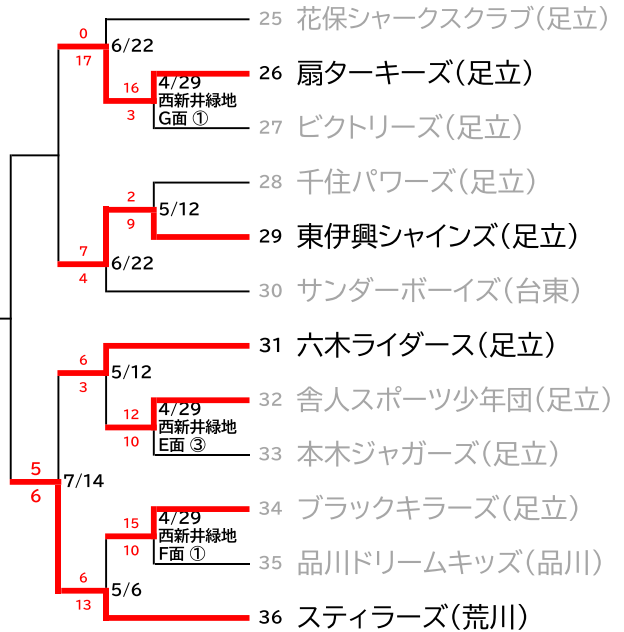 25 花保シャークスクラブ(足立)
0
6/22
17
4/29
26 扇ターキーズ(足立)
16
西新井緑地
3
G面 ①
27 ビクトリーズ(足立)
28 千住パワーズ(足立)
2
5/12
9
29 東伊興シャインズ(足立)
7
6/22
4
30 サンダーボーイズ(台東)
31 六木ライダース(足立)
6
5/12
3
32 舎人スポーツ少年団(足立)
12
4/29
西新井緑地
10
E面 ③
33 本木ジャガーズ(足立)
5
7/14
6
34 ブラックキラーズ(足立)
15
4/29
西新井緑地
10
F面 ①
35 品川ドリームキッズ(品川)
6
5/6
13
36 スティラーズ(荒川)